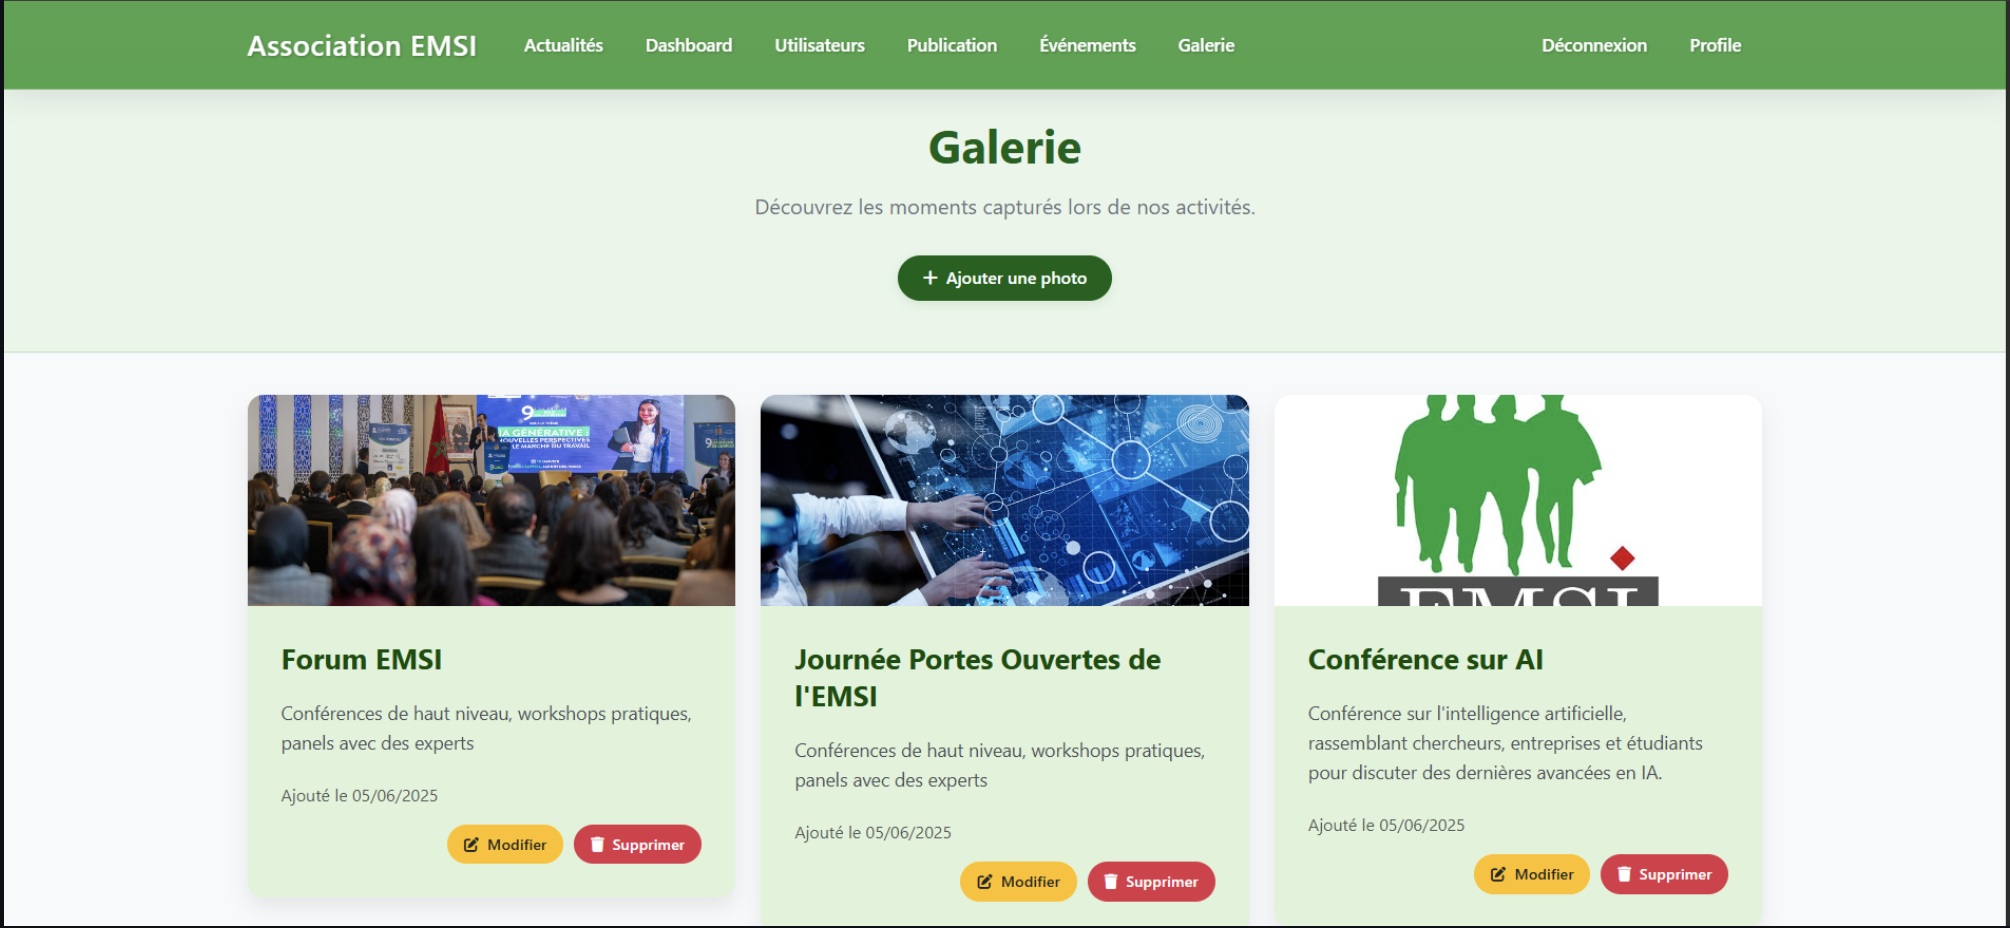 Association EMSI
Actualités
Dashboard
Utilisateurs
Publication
Événements
Galerie
Déconnexion
Profile
Galerie
Découvrez les moments capturés lors de nos activités.
Ajouter une photo
9
IA GÉNÉRATIVE :
NOUVELLES PERSPECTIVES
LE MARCHÉ DU TRAVAIL
EMSI
Forum EMSI
Conférences de haut niveau, workshops pratiques,
panels avec des experts
Ajouté le 05/06/2025
Modifier
Supprimer
Journée Portes Ouvertes de
l'EMSI
Conférences de haut niveau, workshops pratiques,
panels avec des experts
Ajouté le 05/06/2025
Modifier
Supprimer
Conférence sur AI
Conférence sur l'intelligence artificielle,
rassemblant chercheurs, entreprises et étudiants
pour discuter des dernières avancées en IA.
Ajouté le 05/06/2025
Modifier
Supprimer